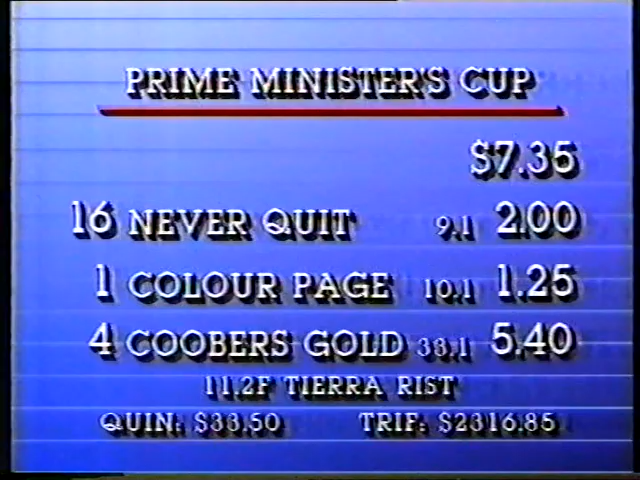 PRIME MINISTER'S CUP
$7.35
16 NEVER QUIT 9.1 2.00
1 COLOUR PAGE 10.1 1.25
4 COOBERS GOLD 33.1 5.40
11.2F TIERRA RIST
QUIN: $33.50 TRIF: $2316.85